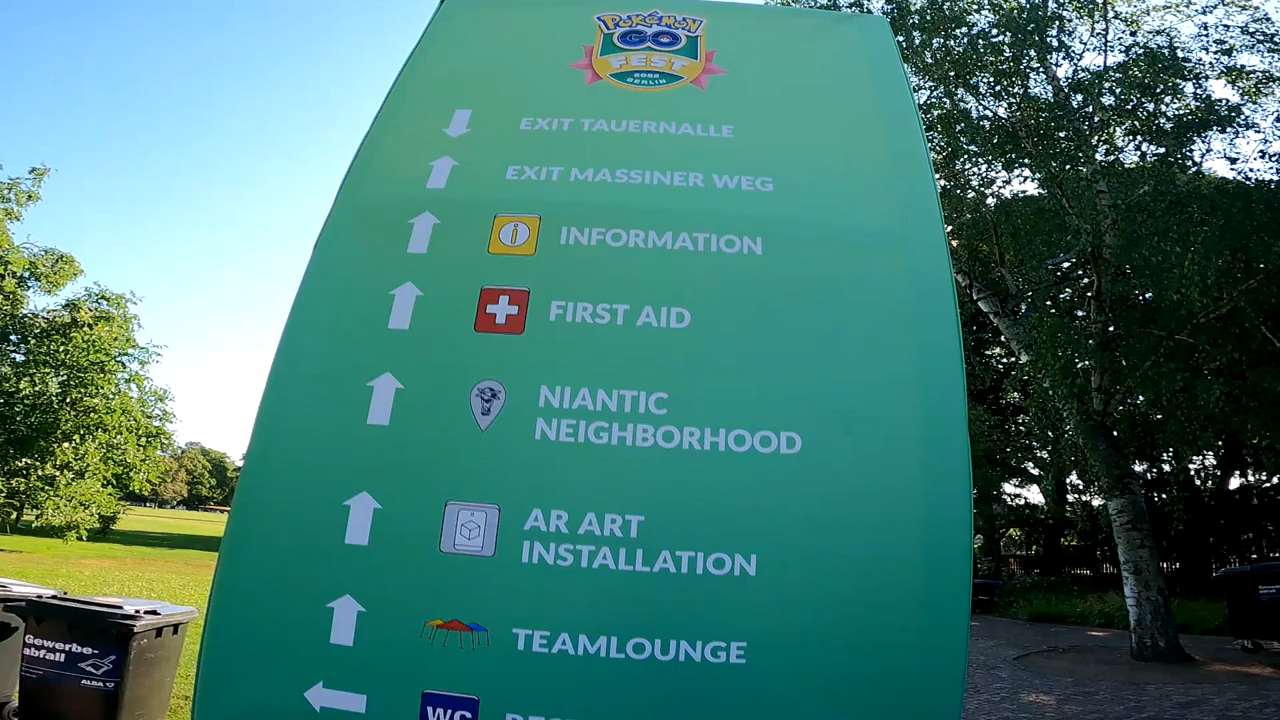 POKÉMON
GO
FEST
2022
BERLIN
EXIT TAUERNALLE
EXIT MASSINER WEG
INFORMATION
FIRST AID
NIANTIC
NEIGHBORHOOD
AR ART
INSTALLATION
TEAMLOUNGE
WC
Gewerbe-
abfall
ALBA